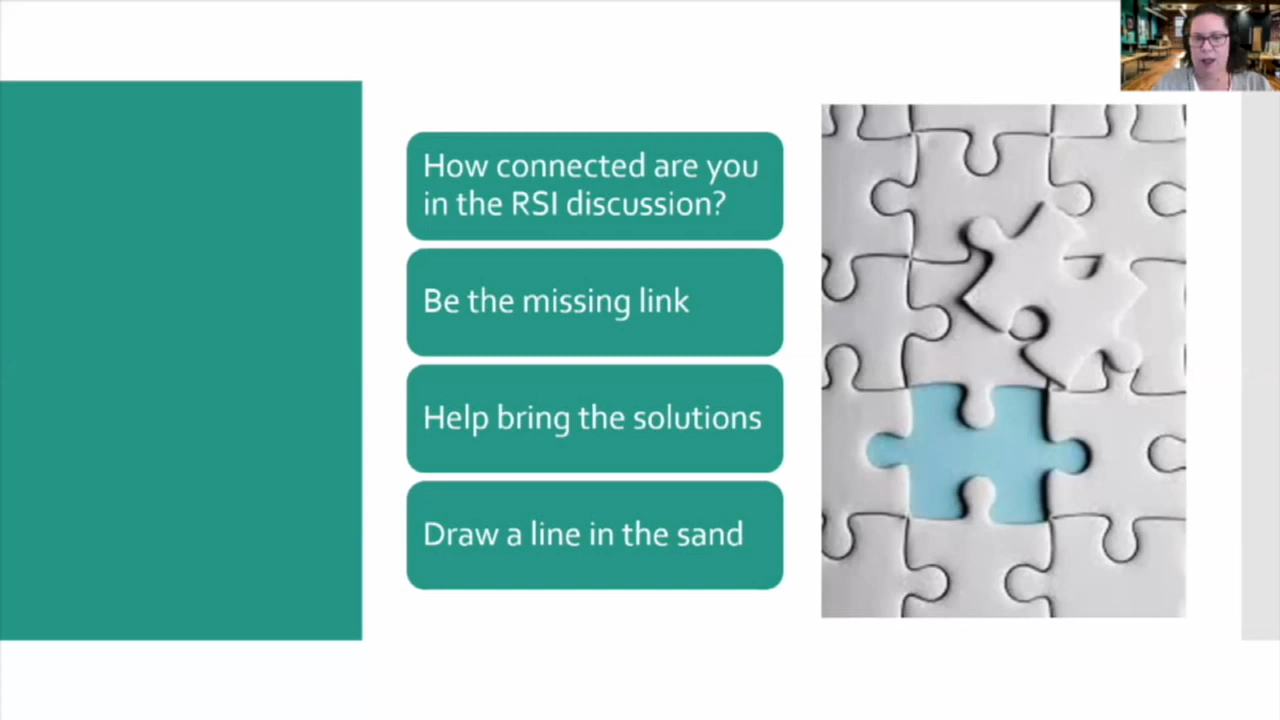 How connected are you
in the RSI discussion?
Be the missing link
Help bring the solutions
Draw a line in the sand